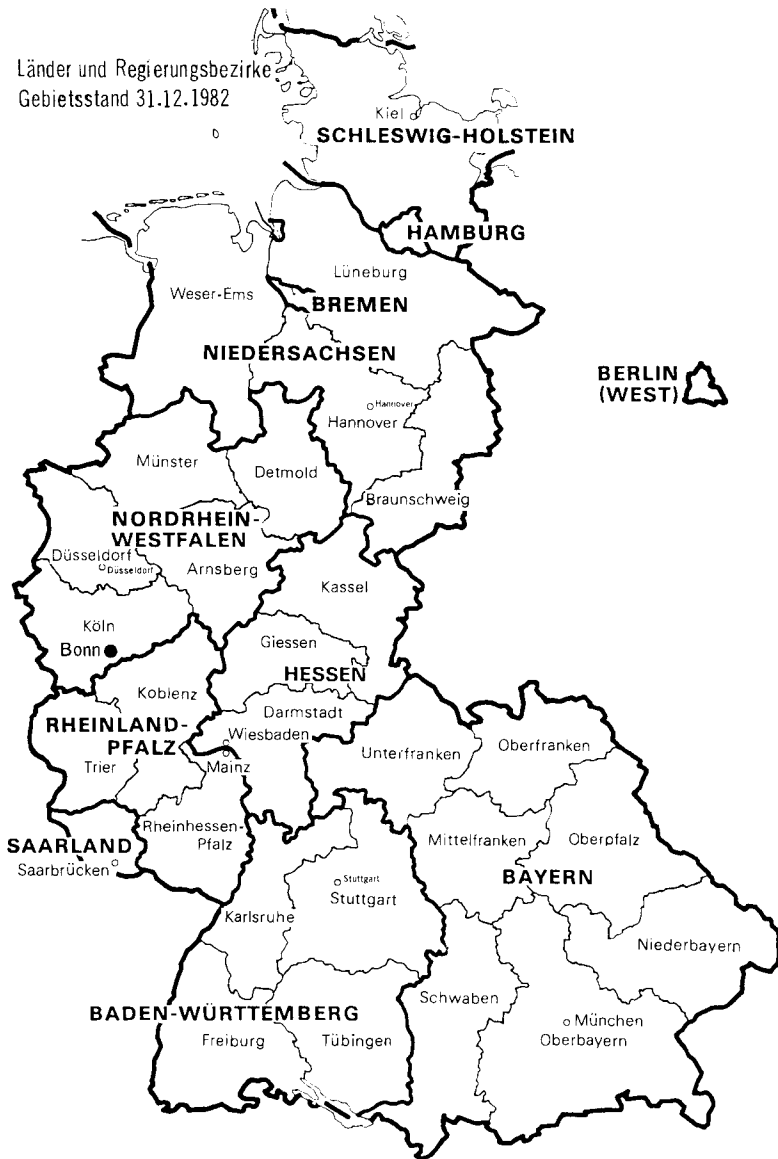 Länder und Regierungsbezirke
Gebietsstand 31.12.1982
Kiel
SCHLESWIG-HOLSTEIN
HAMBURG
Lüneburg
Weser-Ems
BREMEN
NIEDERSACHSEN
BERLIN
(WEST)
Hannover
Hannover
Münster
Detmold
Braunschweig
NORDRHEIN-
WESTFALEN
Düsseldorf
Düsseldorf
Arnsberg
Kassel
Köln
Bonn
Giessen
HESSEN
Koblenz
Darmstadt
RHEINLAND-
PFALZ
Wiesbaden
Trier
Mainz
Unterfranken
Oberfranken
Rheinhessen-
Pfalz
SAARLAND
Saarbrücken
Mittelfranken
Oberpfalz
BAYERN
Stuttgart
Stuttgart
Karlsruhe
Niederbayern
Schwaben
BADEN-WÜRTTEMBERG
Freiburg
Tübingen
München
Oberbayern